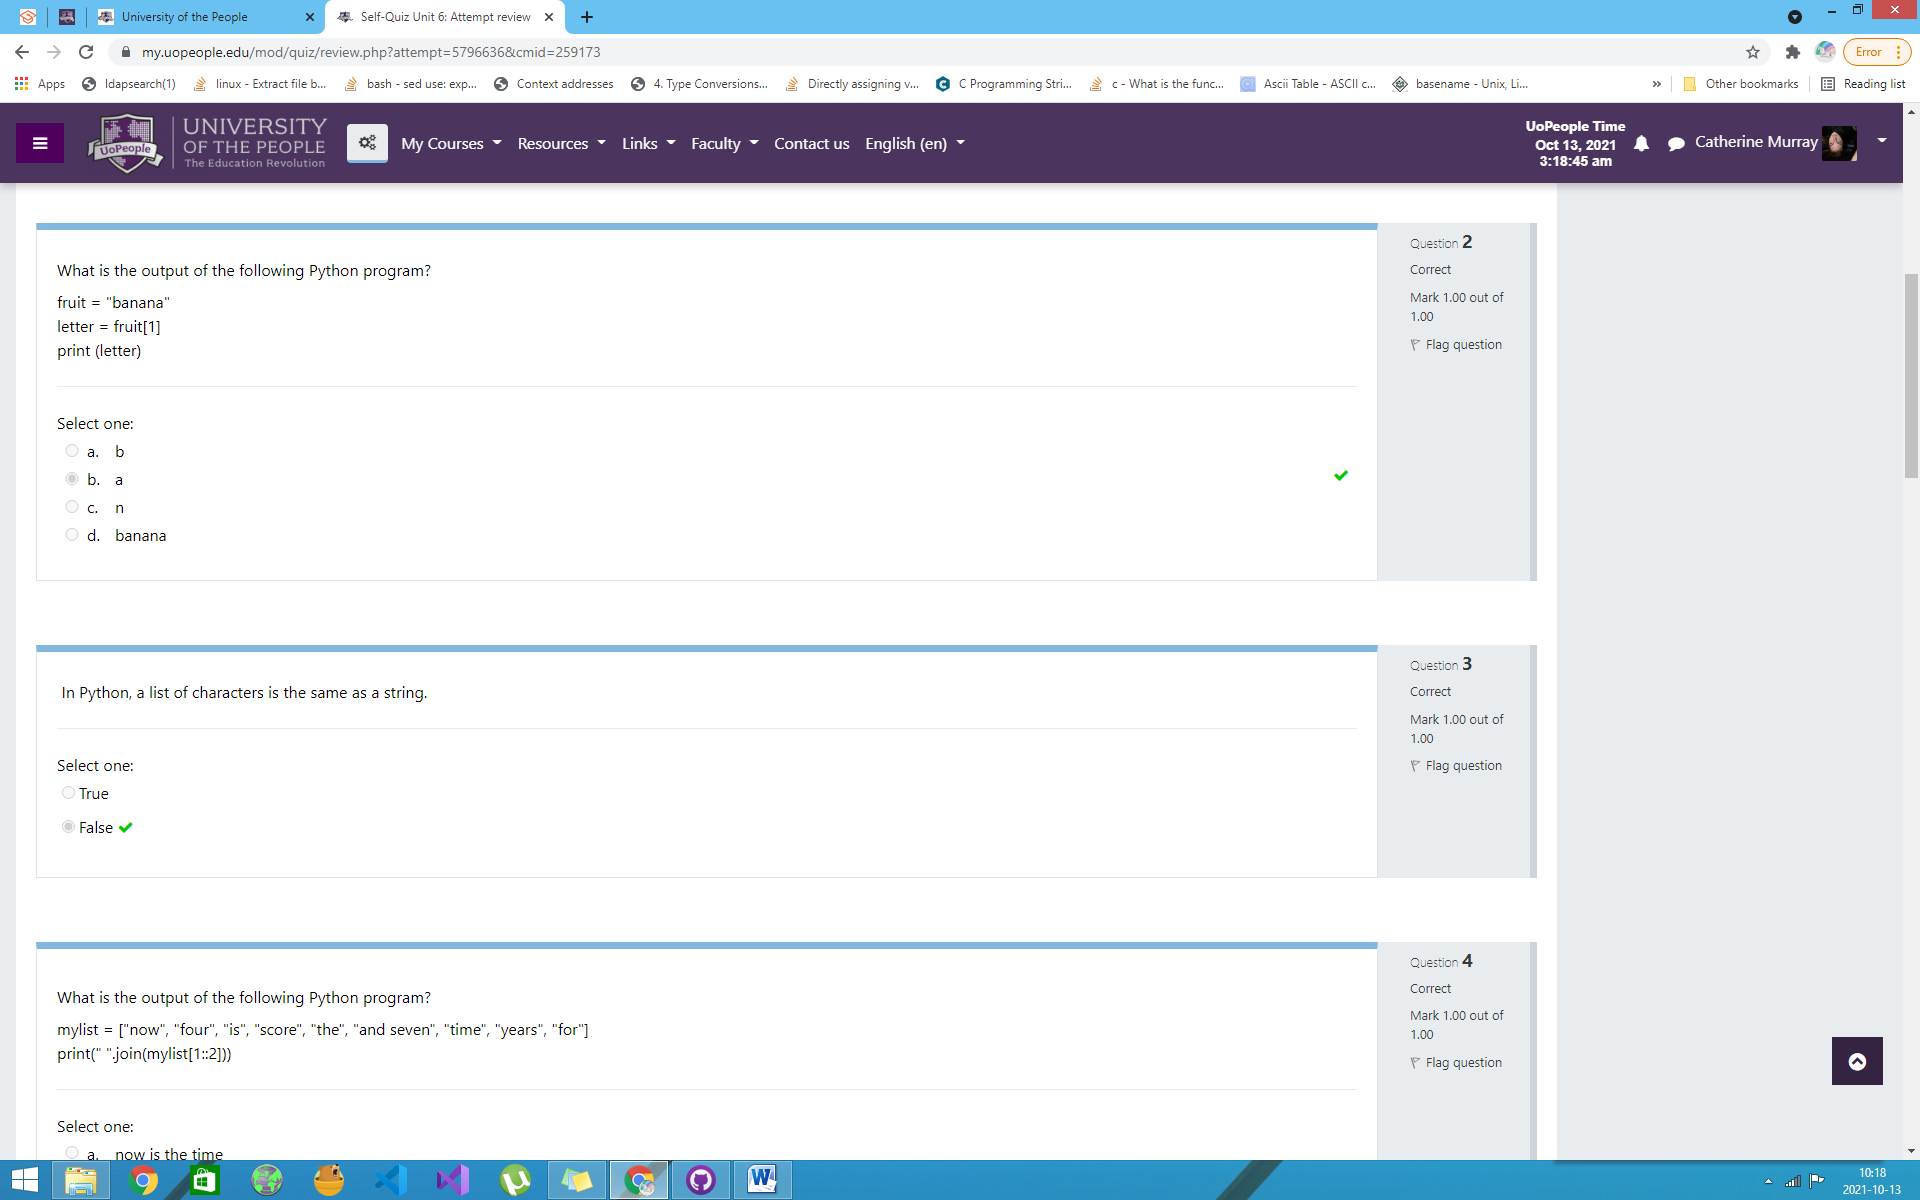 University of the People
Self-Quiz Unit 6: Attempt review
my.uopeople.edu/mod/quiz/review.php?attempt=5796636&cmid=259173
Error
Apps
ldapsearch(1)
linux - Extract file b...
bash - sed use: exp...
Context addresses
4. Type Conversions...
Directly assigning v...
C Programming Stri...
c - What is the func...
Ascii Table - ASCII c...
basename - Unix, Li...
»
Other bookmarks
Reading list
UoPeople
UNIVERSITY
OF THE PEOPLE
The Education Revolution
My Courses
Resources
Links
Faculty
Contact us
English (en)
UoPeople Time
Oct 13, 2021
3:18:45 am
Catherine Murray
What is the output of the following Python program?
fruit = "banana"
letter = fruit[1]
print (letter)
Select one:
a. b
b. a
c. n
d. banana
Question 2
Correct
Mark 1.00 out of
1.00
Flag question
In Python, a list of characters is the same as a string.
Select one:
True
False
Question 3
Correct
Mark 1.00 out of
1.00
Flag question
What is the output of the following Python program?
mylist = ["now", "four", "is", "score", "the", "and seven", "time", "years", "for"]
print(" ".join(mylist[1::2]))
Select one:
a. now is the time
Question 4
Correct
Mark 1.00 out of
1.00
Flag question
10:18
2021-10-13